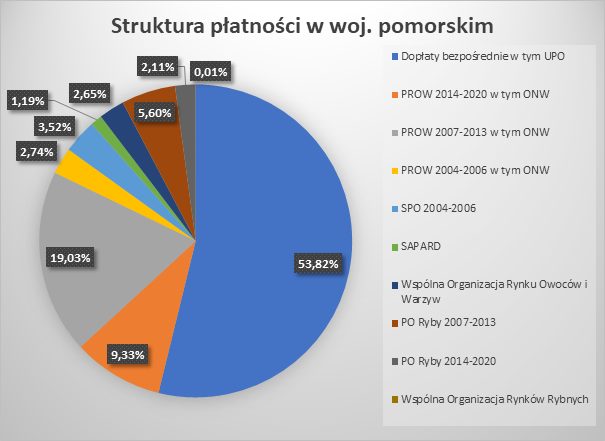 Struktura płatności w woj. pomorskim
2,11%
0,01%
2,65%
1,19%
5,60%
3,52%
2,74%
19,03%
53,82%
9,33%
Dopłaty bezpośrednie w tym UPO
PROW 2014-2020 w tym ONW
PROW 2007-2013 w tym ONW
PROW 2004-2006 w tym ONW
SPO 2004-2006
SAPARD
Wspólna Organizacja Rynku Owoców i
Warzyw
PO Ryby 2007-2013
PO Ryby 2014-2020
Wspólna Organizacja Rynków Rybnych